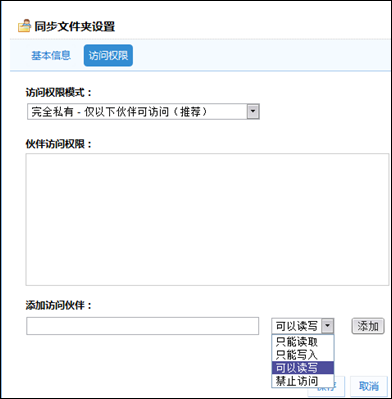 同步文件夹设置
基本信息 访问权限
访问权限模式：
完全私有 - 仅以下伙伴可访问（推荐）
伙伴访问权限：
添加访问伙伴：
可以读写 添加
只能读取
只能写入
可以读写
禁止访问
取消